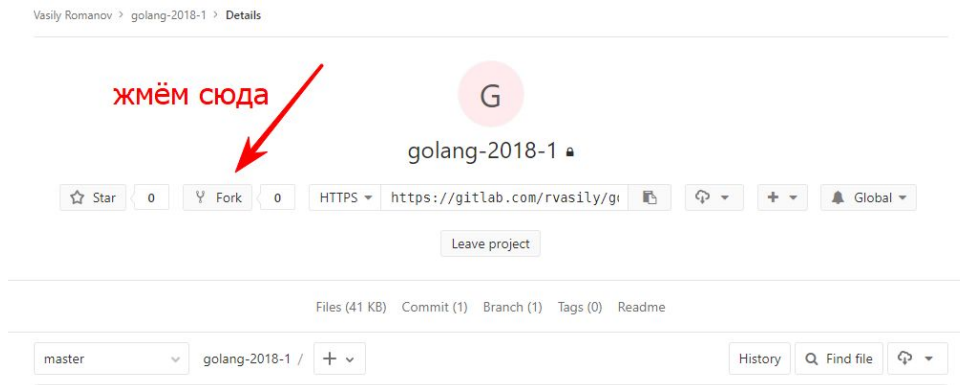 Vasily Romanov > golang-2018-1 > Details
жмём сюда
G
golang-2018-1
Star 0 Fork 0 HTTPS https://gitlab.com/rvasily/g Global
Leave project
Files (41 KB) Commit (1) Branch (1) Tags (0) Readme
master golang-2018-1 / + History Find file